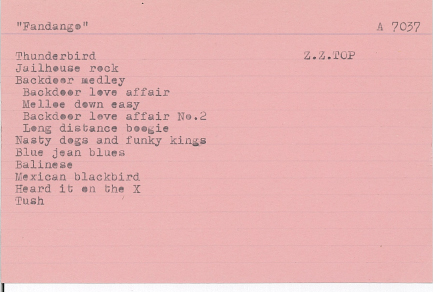 "Fandango" A 7037
Thunderbird Z.Z.TOP
Jailhouse rock
Backdoor medley
Backdoor love affair
Melloe down easy
Backdoor love affair No.2
Long distance boogie
Nasty dogs and funky kings
Blue jean blues
Balinese
Mexican blackbird
Heard it on the X
Tush